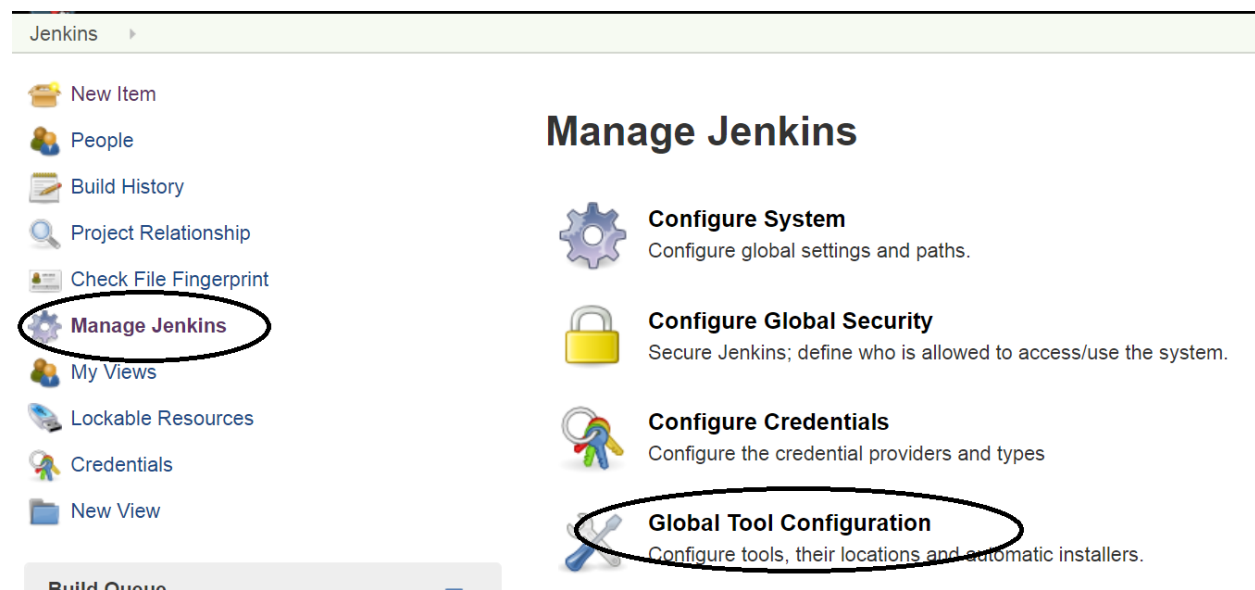 Jenkins
New Item
People
Build History
Project Relationship
Check File Fingerprint
Manage Jenkins
My Views
Lockable Resources
Credentials
New View
Build Queue
Manage Jenkins
Configure System
Configure global settings and paths.
Configure Global Security
Secure Jenkins; define who is allowed to access/use the system.
Configure Credentials
Configure the credential providers and types
Global Tool Configuration
Configure tools, their locations and automatic installers.